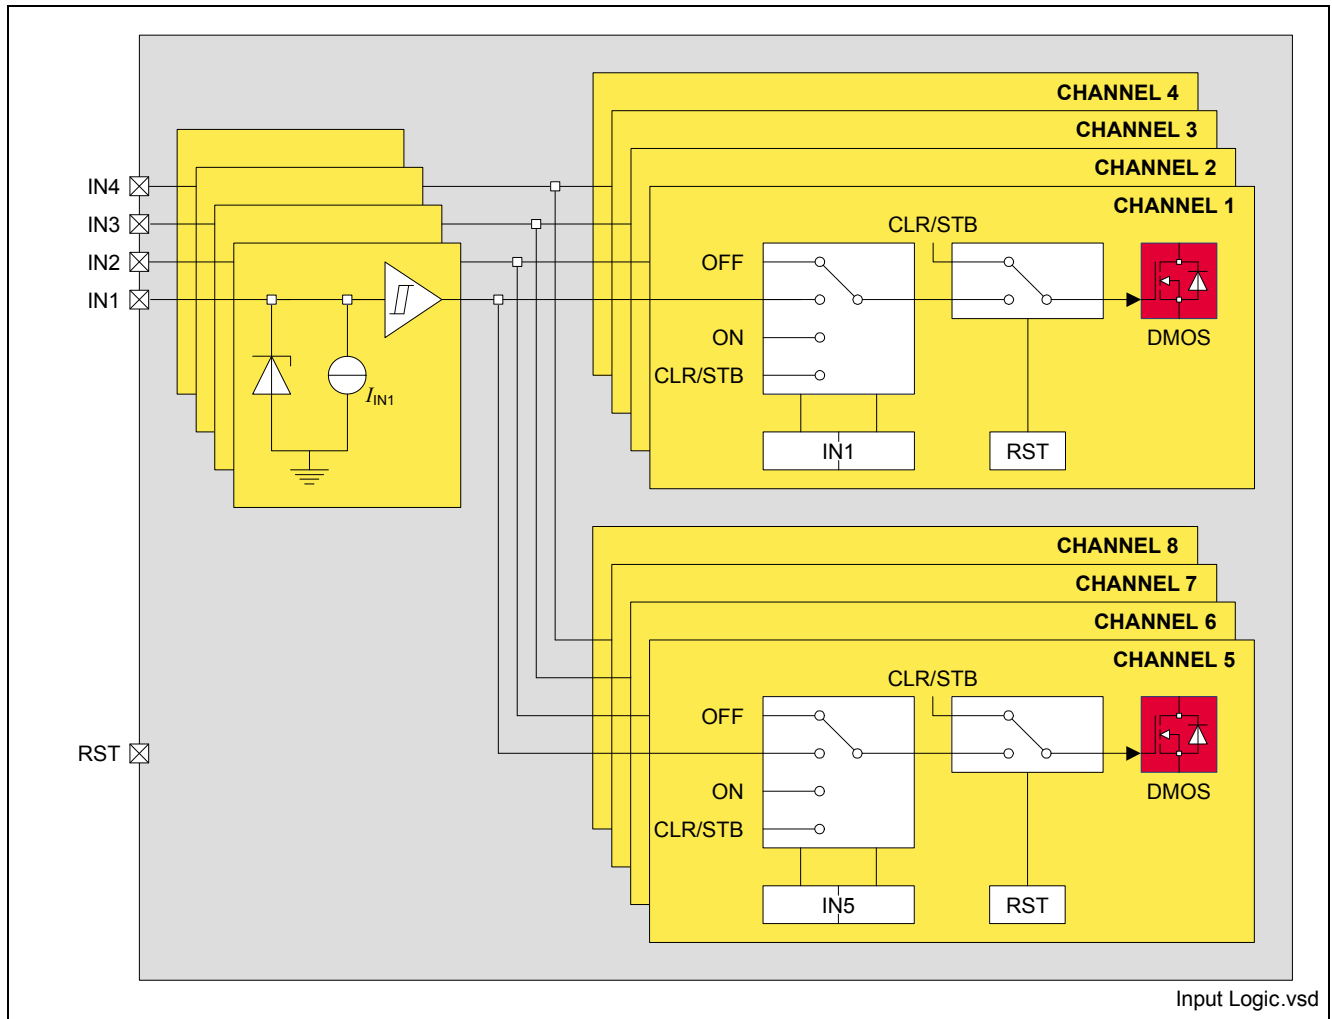 CHANNEL 4
CHANNEL 3
CHANNEL 2
CHANNEL 1
IN4
IN3
IN2
IN1
I IN1
CLR/STB
OFF
ON
CLR/STB
DMOS
IN1
RST
CHANNEL 8
CHANNEL 7
CHANNEL 6
CHANNEL 5
RST
CLR/STB
OFF
ON
CLR/STB
DMOS
IN5
RST
Input Logic.vsd